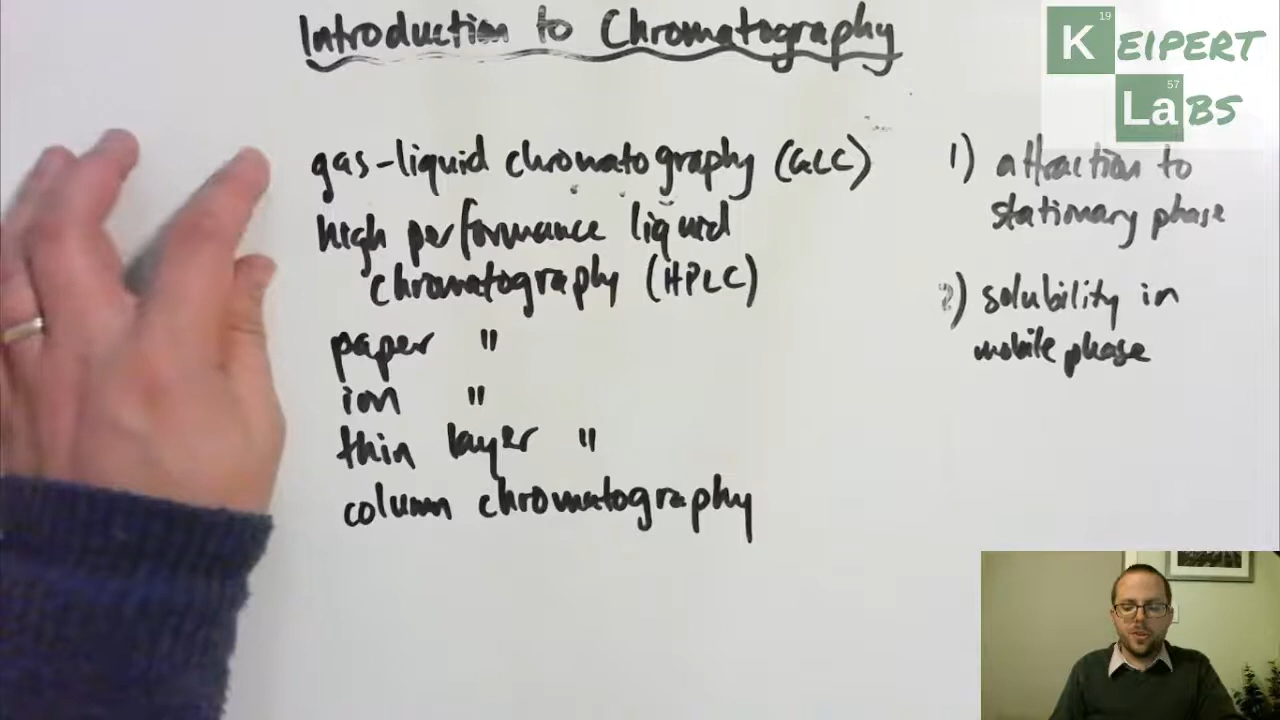 Introduction to Chromatography
19
KEIPERT
57
LaBS
gas-liquid chromatography (GLC)
high performance liquid
chromatography (HPLC)
paper "
ion "
thin layer "
column chromatography
1) attraction to
stationary phase
2) solubility in
mobile phase